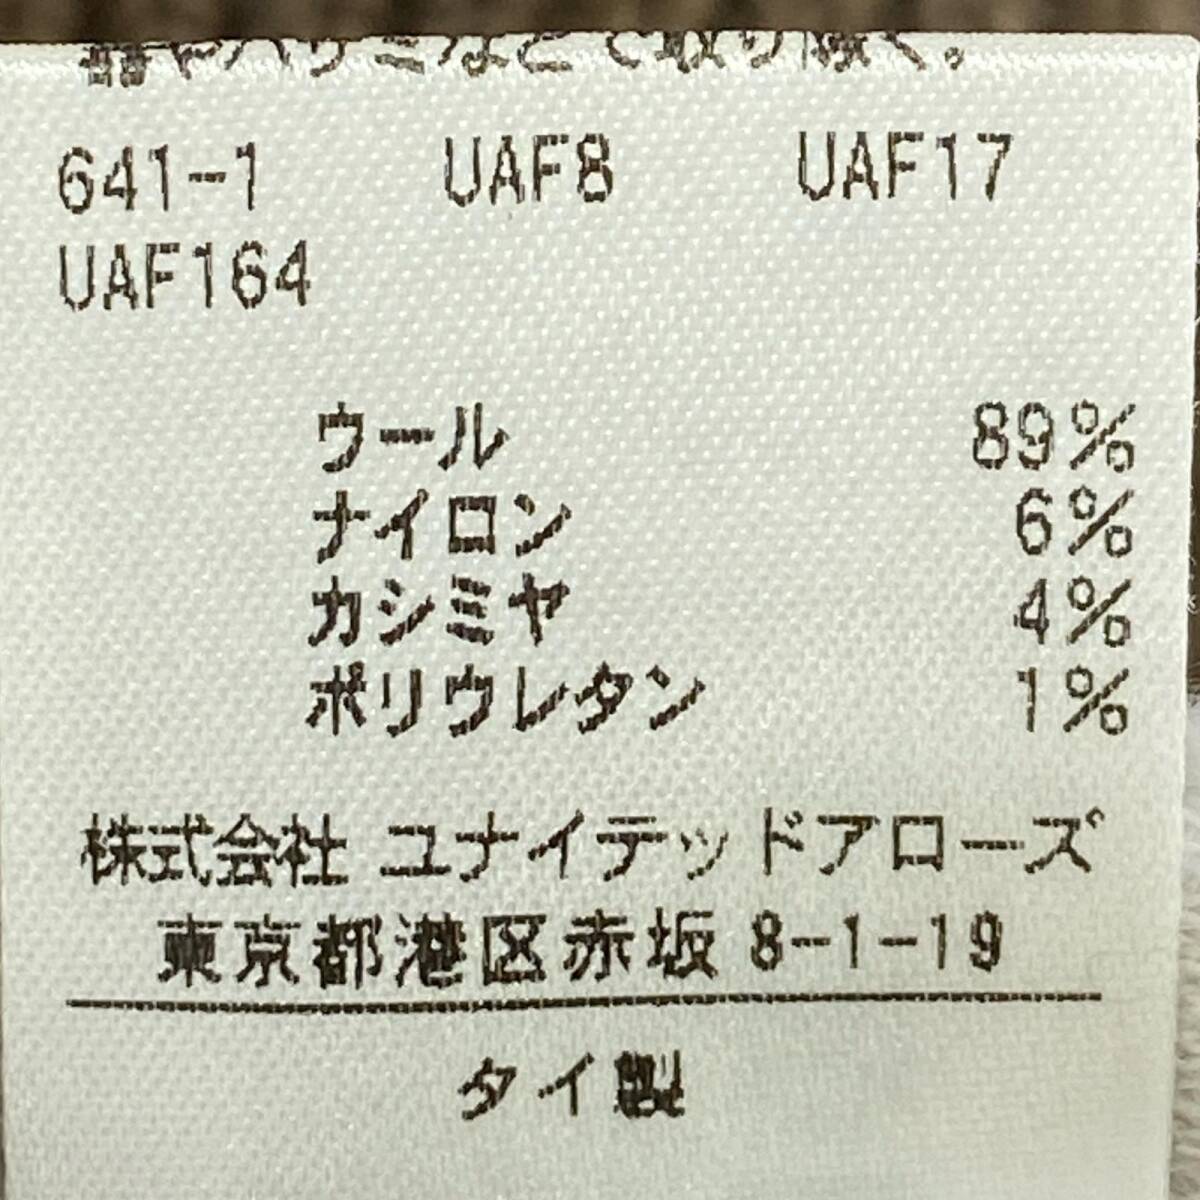 641-1 UAF8 UAF17
UAF164
ウール 89%
ナイロン 6%
カシミヤ 4%
ポリウレタン 1%
株式会社 ユナイテッドアローズ
東京都港区赤坂 8-1-19
タイ製